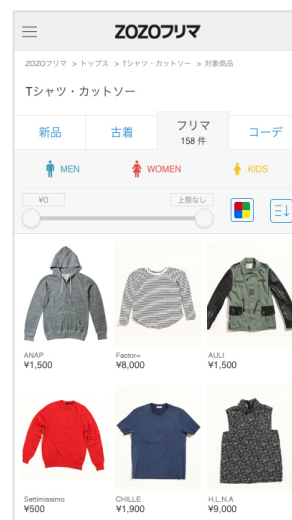 ZOZOフリマ
ZOZOフリマ > トップス > Tシャツ・カットソー > 対象商品
Tシャツ・カットソー
新品
古着
フリマ
158 件
コーデ
MEN
WOMEN
KIDS
¥0
上限なし
ANAP
¥1,500
Factor=
¥8,000
AULI
¥1,500
Settimissimo
¥500
CHILLE
¥1,900
H.L.N.A
¥9,000